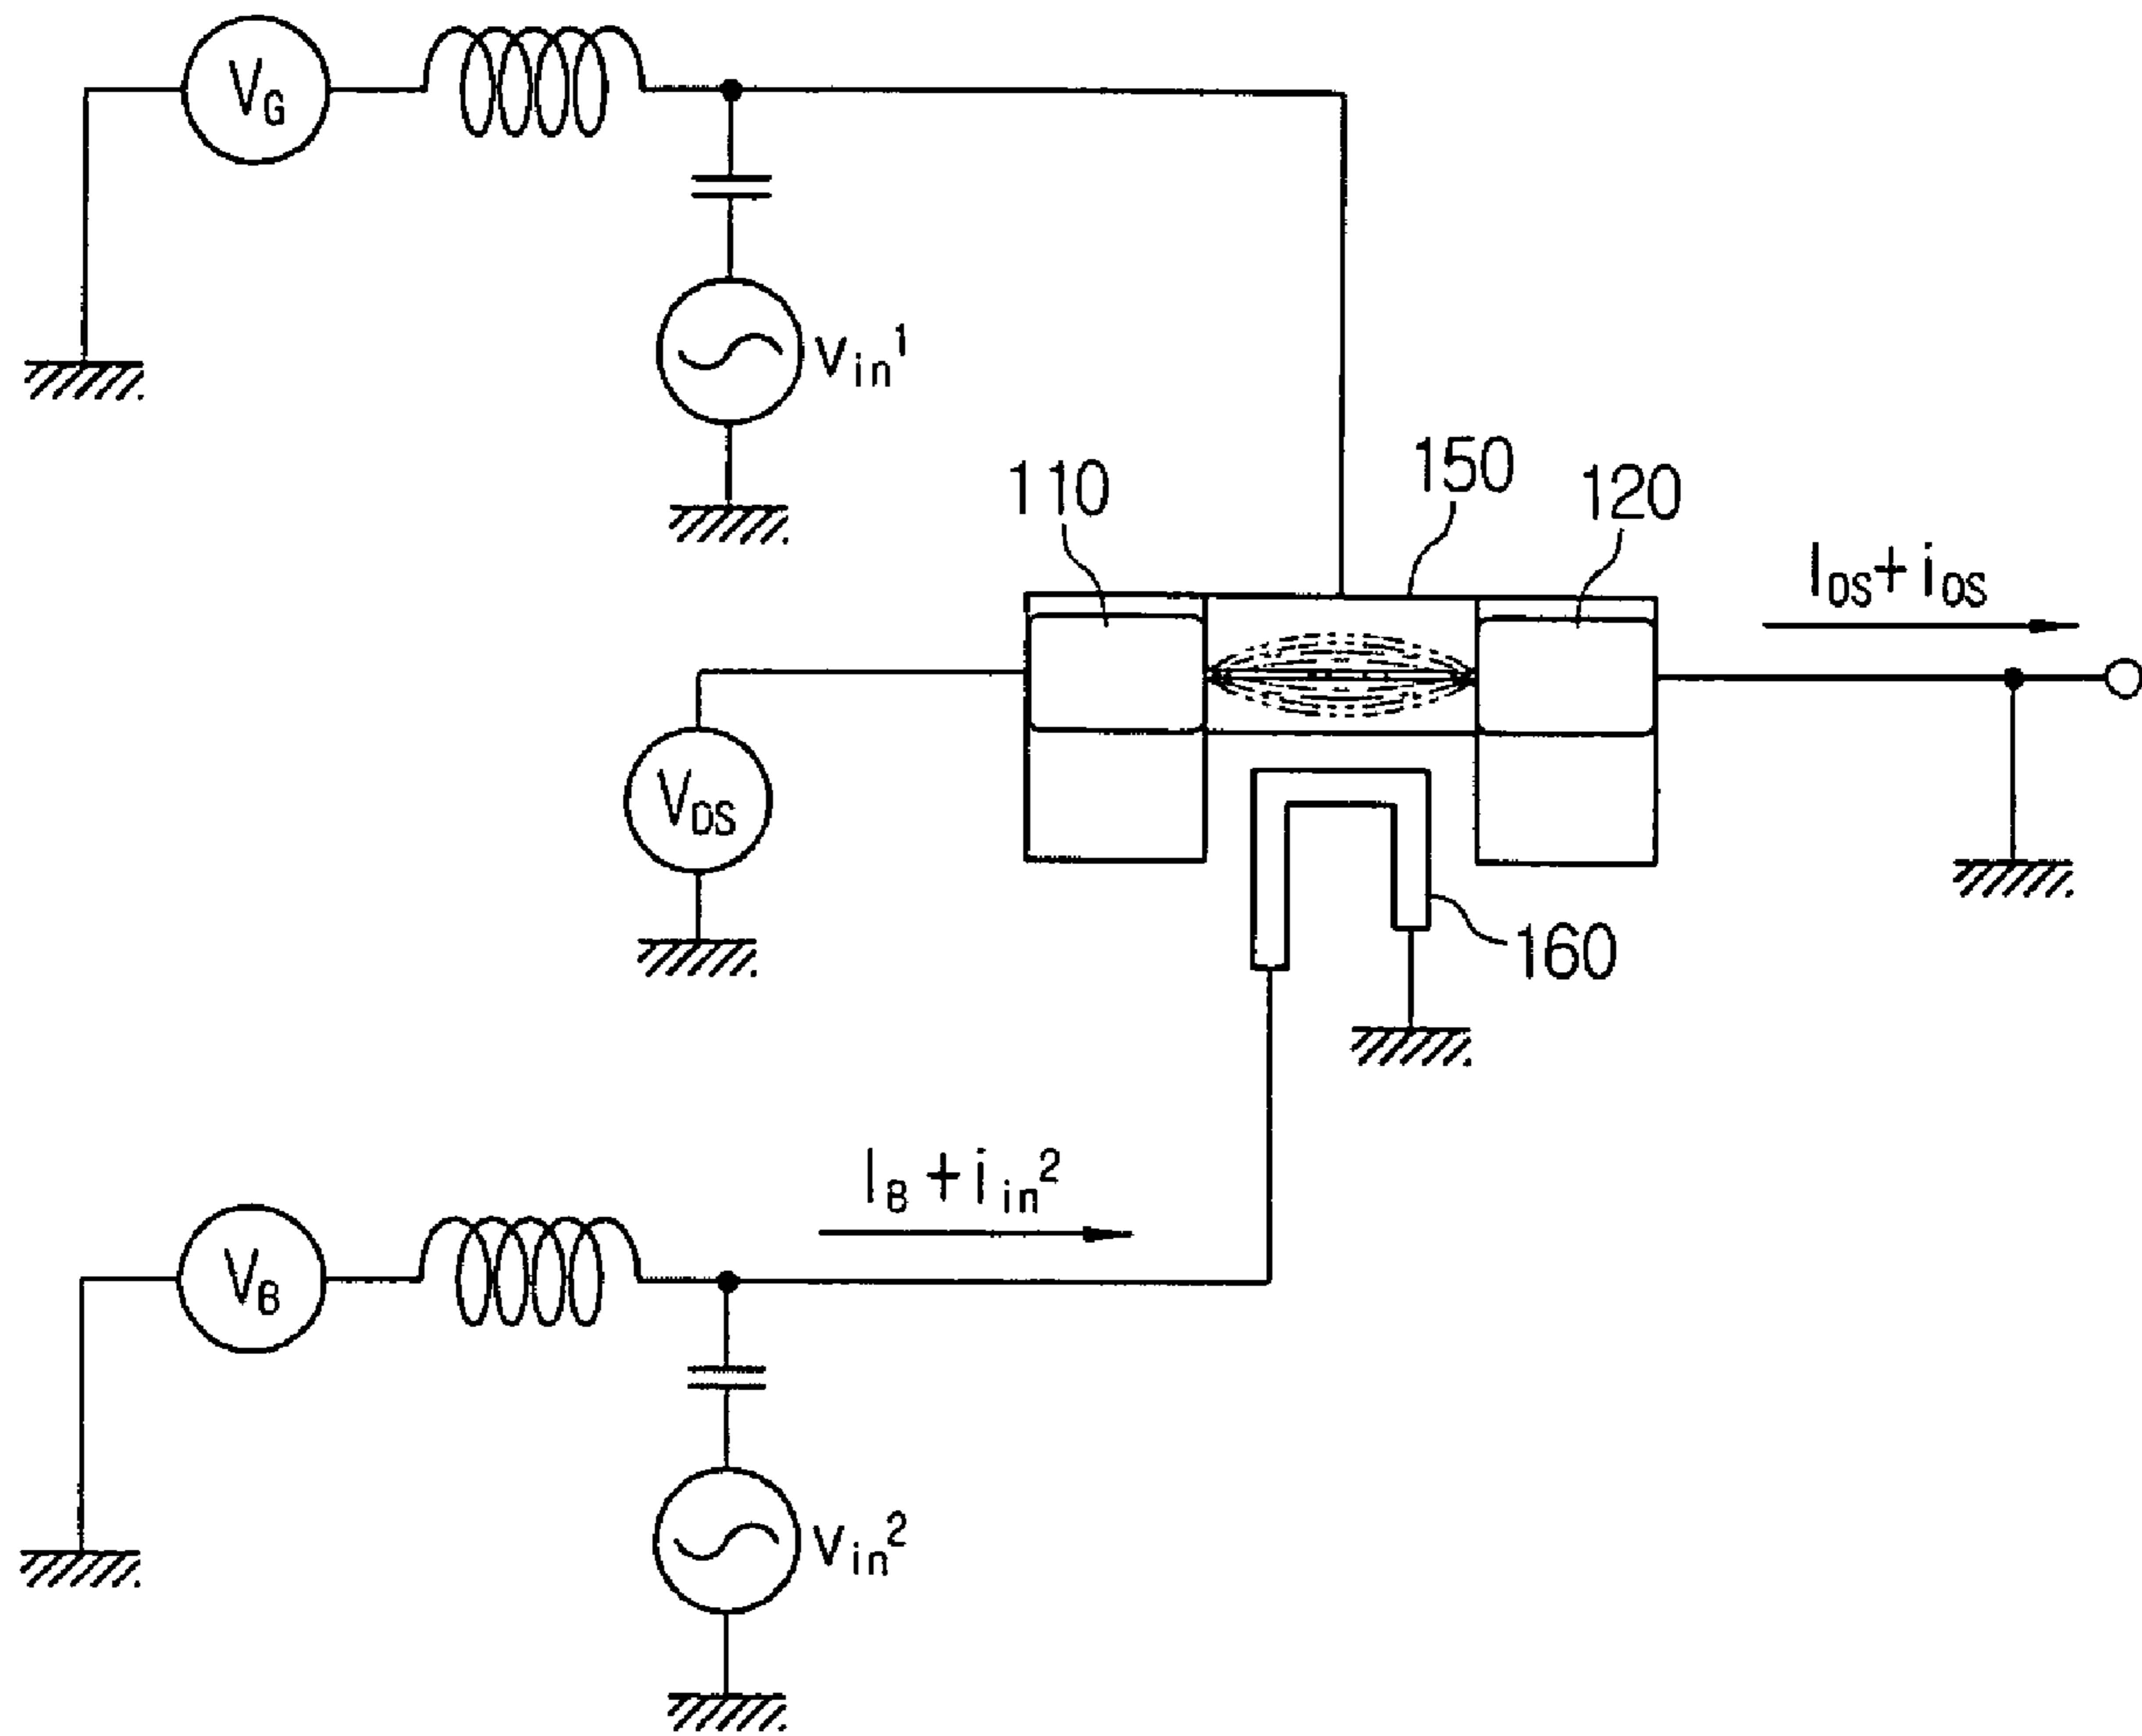 V_G
v_in^1
110
150
120
I_DS + i_DS
V_DS
160
I_B + i_in^2
V_B
v_in^2